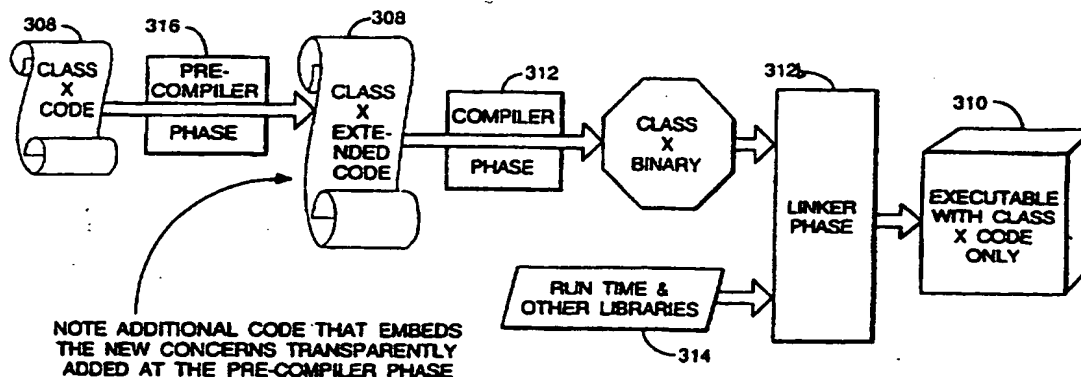 308
CLASS
X
CODE
316
PRE-
COMPILER
PHASE
308
CLASS
X
EXTE-
NDED
CODE
312
COMPILER
PHASE
CLASS
X
BINARY
312
LINKER
PHASE
310
EXECUTABLE
WITH CLASS
X CODE
ONLY
RUN TIME &
OTHER LIBRARIES
314
NOTE ADDITIONAL CODE THAT EMBEDS
THE NEW CONCERNS TRANSPARENTLY
ADDED AT THE PRE-COMPILER PHASE